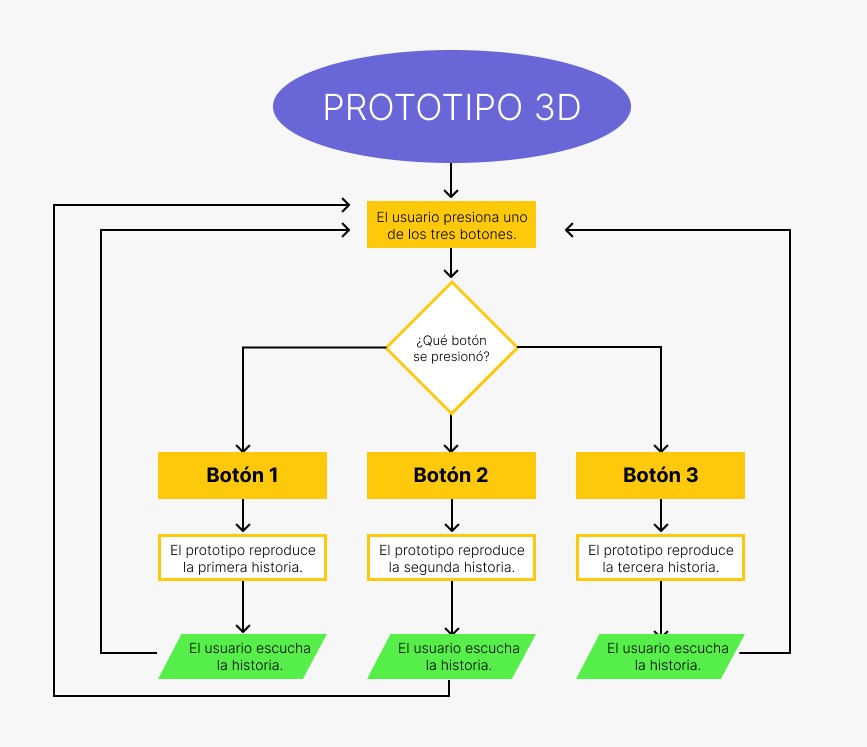 PROTOTIPO 3D
El usuario presiona uno
de los tres botones.
¿Qué botón
se presionó?
Botón 1
Botón 2
Botón 3
El prototipo reproduce
la primera historia.
El prototipo reproduce
la segunda historia.
El prototipo reproduce
la tercera historia.
El usuario escucha
la historia.
El usuario escucha
la historia.
El usuario escucha
la historia.